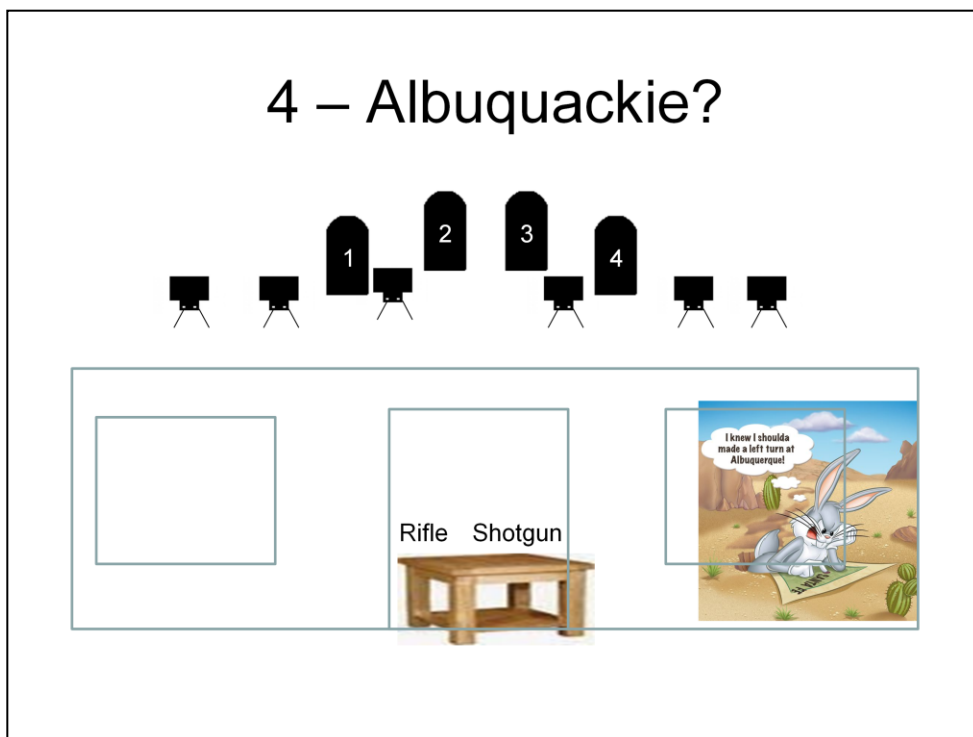 4 – Albuquackie?
1
2
3
4
I knew I shoulda
made a left turn at
Albuquerque!
Rifle Shotgun